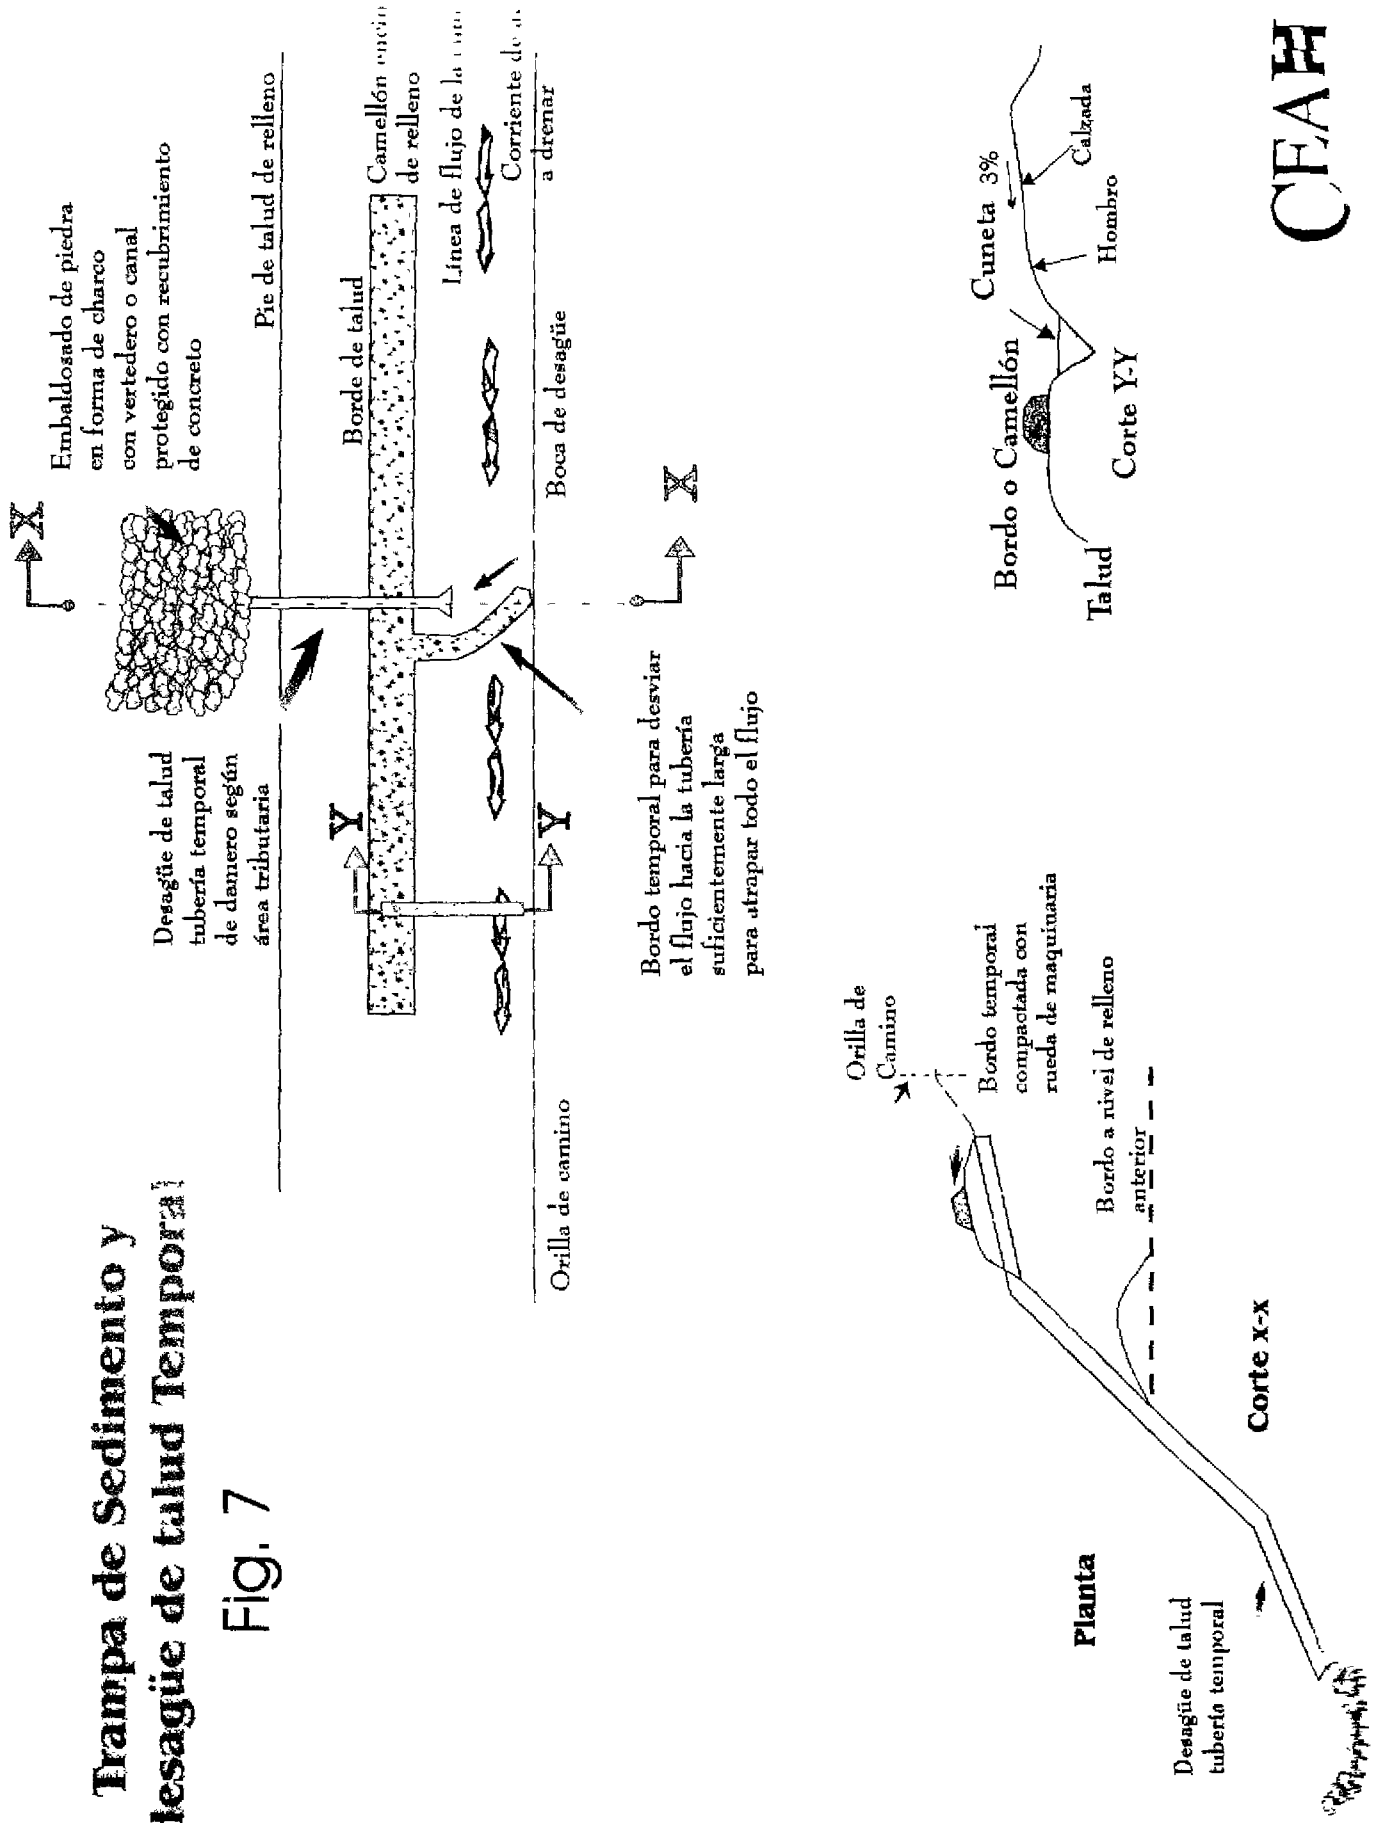 Trampa de Sedimento y
desagüe de talud Temporal
Fig. 7
Embaldosado de piedra
en forma de charco
con vertedero o canal
protegido con recubrimiento
de concreto
X
Desagüe de talud
tubería temporal
de damero según
área tributaria
Pie de talud de relleno
Borde de talud
Camellón
de relleno
Línea de flujo de la
Corriente de
a drenar
Y
Y
Orilla de camino
Boca de desagüe
X
Bordo temporal para desviar
el flujo hacia la tubería
suficientemente larga
para atrapar todo el flujo
Planta
Orilla de
Camino
Bordo temporal
compactada con
rueda de maquinaria
Bordo a nivel de relleno
anterior
Desagüe de talud
tubería temporal
Corte x-x
Bordo o Camellón
Cuneta 3%
Talud
Hombro
Calzada
Corte Y-Y
CEAH